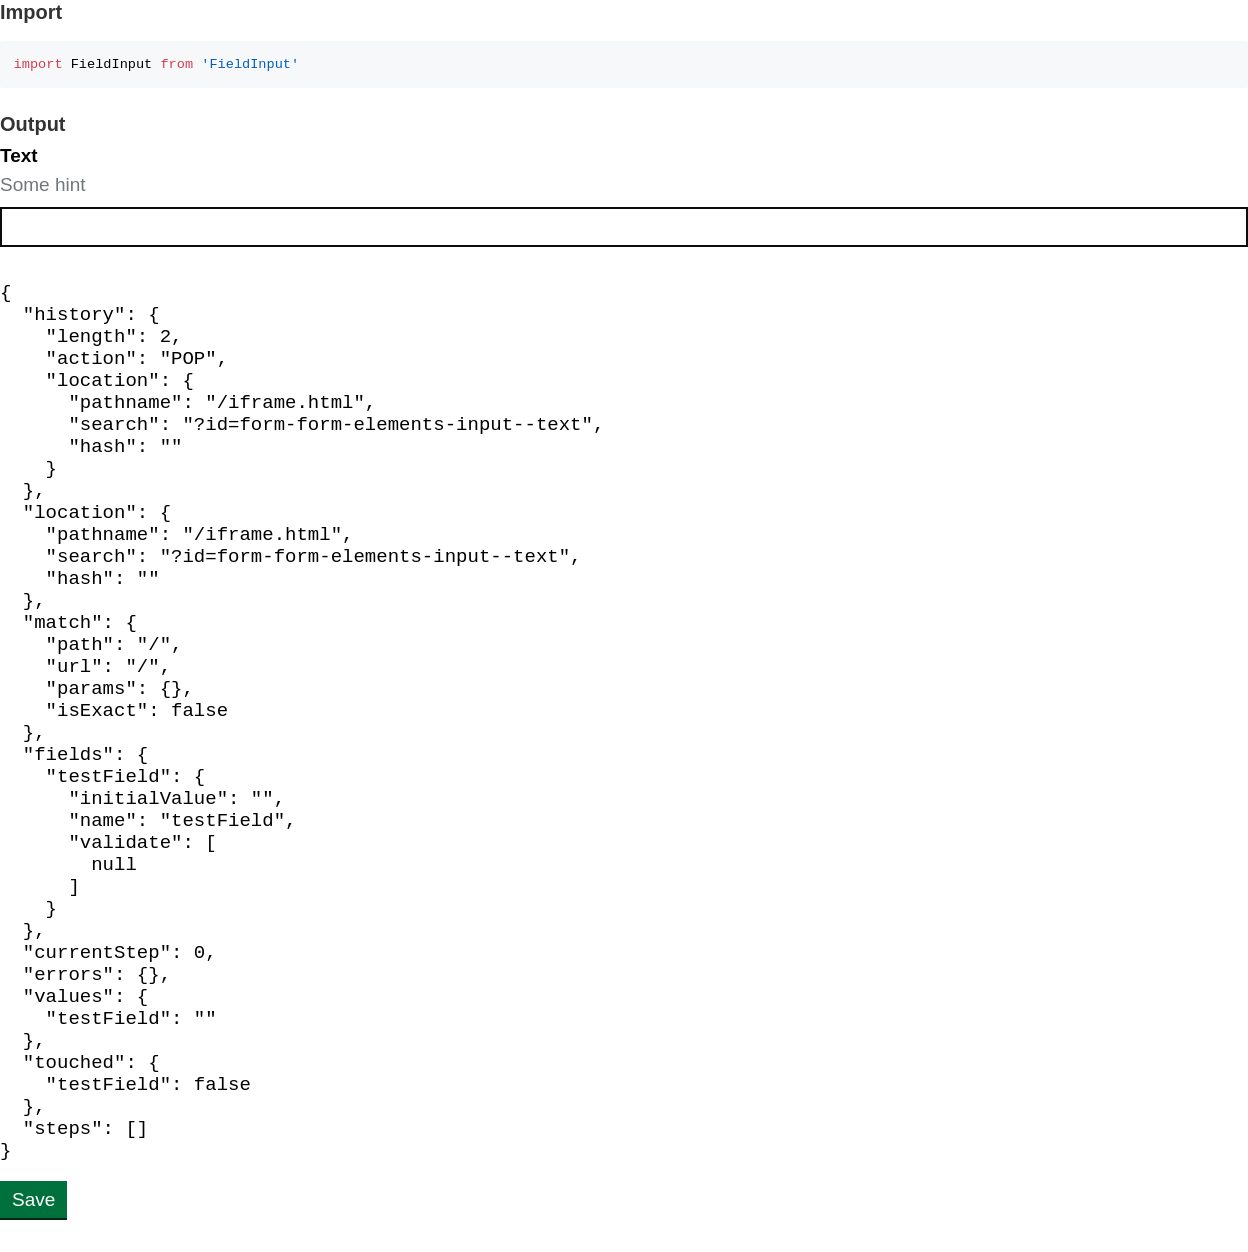 Import
import FieldInput from 'FieldInput'
Output
Text
Some hint
{
  "history": {
    "length": 2,
    "action": "POP",
    "location": {
      "pathname": "/iframe.html",
      "search": "?id=form-form-elements-input--text",
      "hash": ""
    }
  },
  "location": {
    "pathname": "/iframe.html",
    "search": "?id=form-form-elements-input--text",
    "hash": ""
  },
  "match": {
    "path": "/",
    "url": "/",
    "params": {},
    "isExact": false
  },
  "fields": {
    "testField": {
      "initialValue": "",
      "name": "testField",
      "validate": [
        null
      ]
    }
  },
  "currentStep": 0,
  "errors": {},
  "values": {
    "testField": ""
  },
  "touched": {
    "testField": false
  },
  "steps": []
}
Save